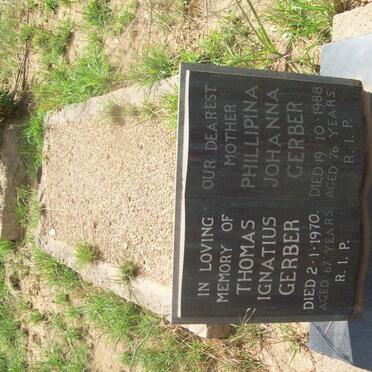 IN LOVING
MEMORY OF
THOMAS
IGNATIUS
GERBER
DIED 2-1-1970.
AGED 67 YEARS
R.I.P.
OUR DEAREST
MOTHER
PHILLIPINA
JOHANNA
GERBER
DIED 19-10-1988
AGED 76 YEARS.
R.I.P.